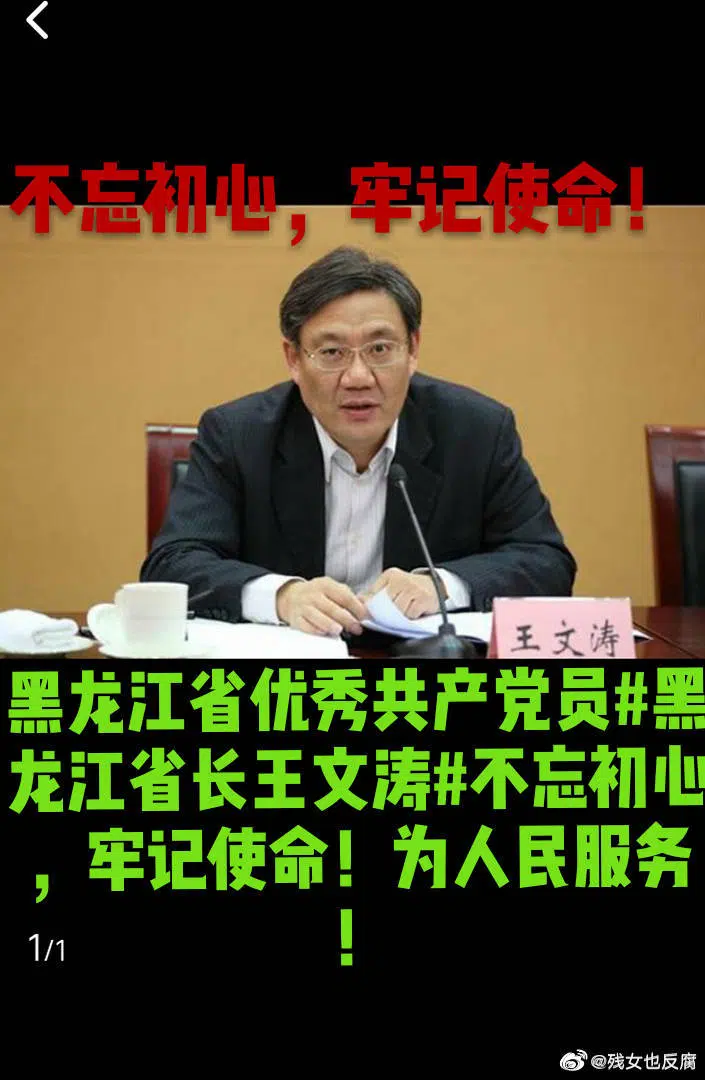 不忘初心，牢记使命！
王文涛
黑龙江省优秀共产党员#黑
龙江省长王文涛#不忘初心
，牢记使命！为人民服务
！
1/1
@残女也反腐